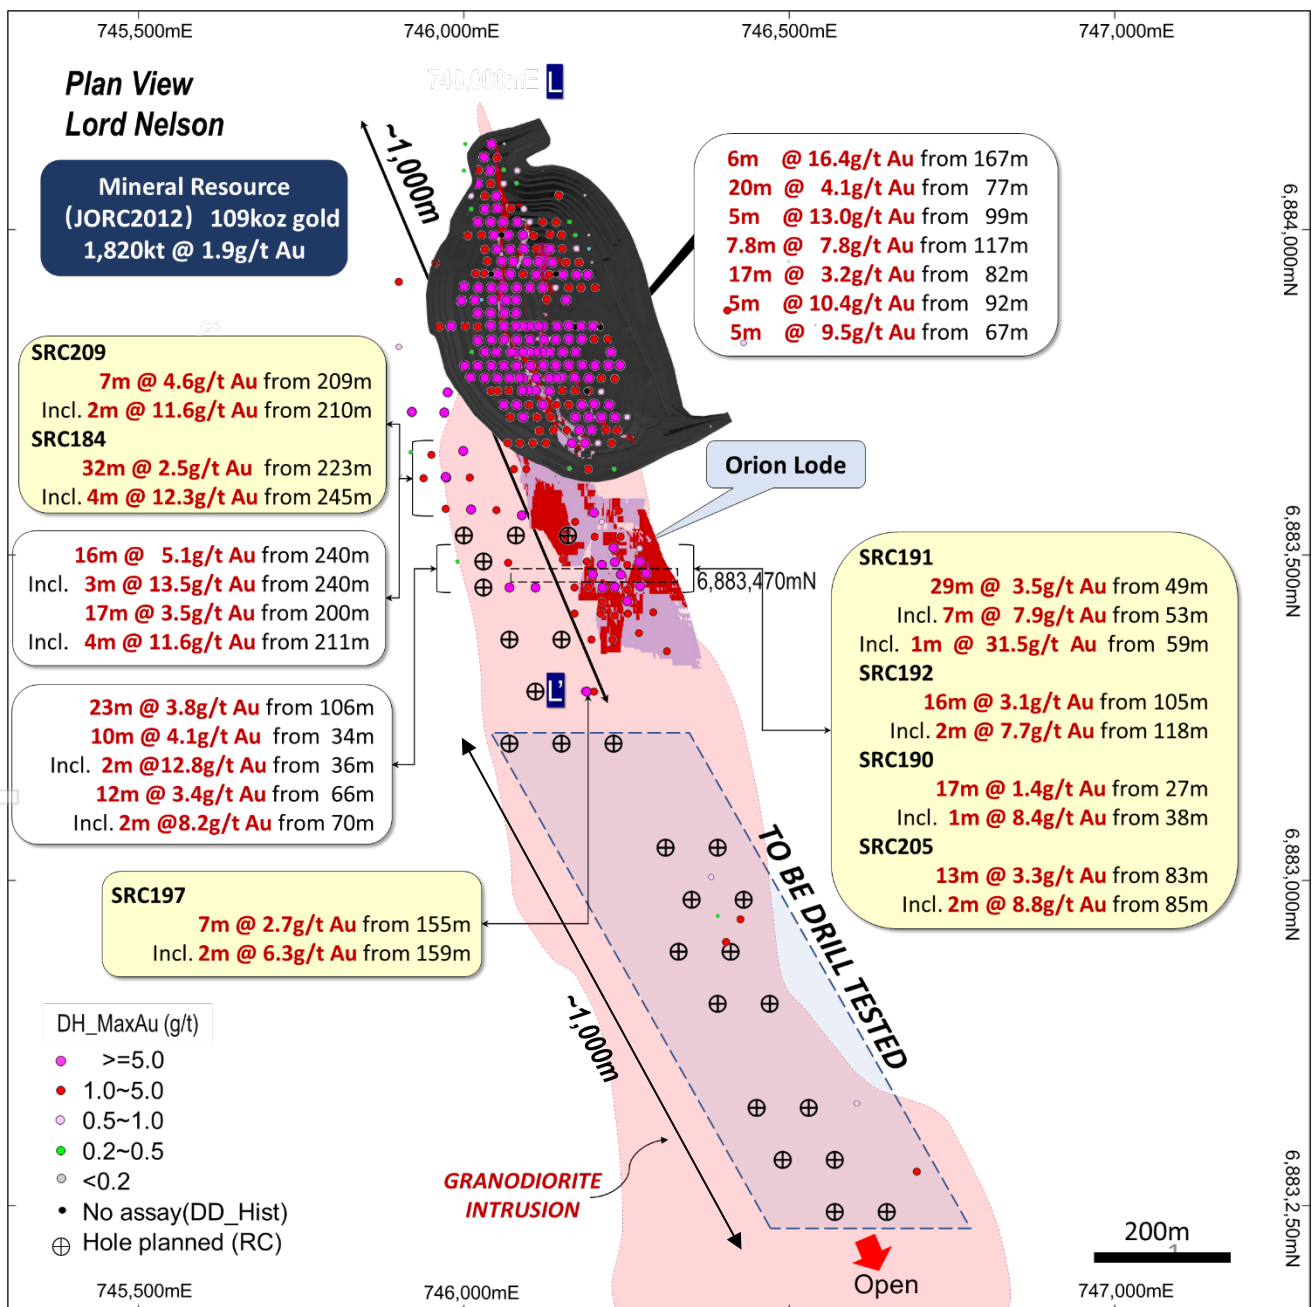 745,500mE
746,000mE
746,500mE
747,000mE
Plan View
Lord Nelson
746,000mE
L
Mineral Resource
(JORC2012) 109koz gold
1,820kt @ 1.9g/t Au
~1,000m
6m @ 16.4g/t Au from 167m
20m @ 4.1g/t Au from 77m
5m @ 13.0g/t Au from 99m
7.8m @ 7.8g/t Au from 117m
17m @ 3.2g/t Au from 82m
5m @ 10.4g/t Au from 92m
5m @ 9.5g/t Au from 67m
6,884,000mN
SRC209
7m @ 4.6g/t Au from 209m
Incl. 2m @ 11.6g/t Au from 210m
SRC184
32m @ 2.5g/t Au from 223m
Incl. 4m @ 12.3g/t Au from 245m
Orion Lode
16m @ 5.1g/t Au from 240m
Incl. 3m @ 13.5g/t Au from 240m
17m @ 3.5g/t Au from 200m
Incl. 4m @ 11.6g/t Au from 211m
6,883,470mN
6,883,500mN
SRC191
29m @ 3.5g/t Au from 49m
Incl. 7m @ 7.9g/t Au from 53m
Incl. 1m @ 31.5g/t Au from 59m
SRC192
16m @ 3.1g/t Au from 105m
Incl. 2m @ 7.7g/t Au from 118m
SRC190
17m @ 1.4g/t Au from 27m
Incl. 1m @ 8.4g/t Au from 38m
SRC205
13m @ 3.3g/t Au from 83m
Incl. 2m @ 8.8g/t Au from 85m
L'
23m @ 3.8g/t Au from 106m
10m @ 4.1g/t Au from 34m
Incl. 2m @12.8g/t Au from 36m
12m @ 3.4g/t Au from 66m
Incl. 2m @8.2g/t Au from 70m
SRC197
7m @ 2.7g/t Au from 155m
Incl. 2m @ 6.3g/t Au from 159m
TO BE DRILL TESTED
6,883,000mN
~1,000m
DH_MaxAu (g/t)
>=5.0
1.0~5.0
0.5~1.0
0.2~0.5
<0.2
No assay(DD_Hist)
Hole planned (RC)
GRANODIORITE
INTRUSION
6,883,2,50mN
200m
Open
745,500mE
746,000mE
747,000mE